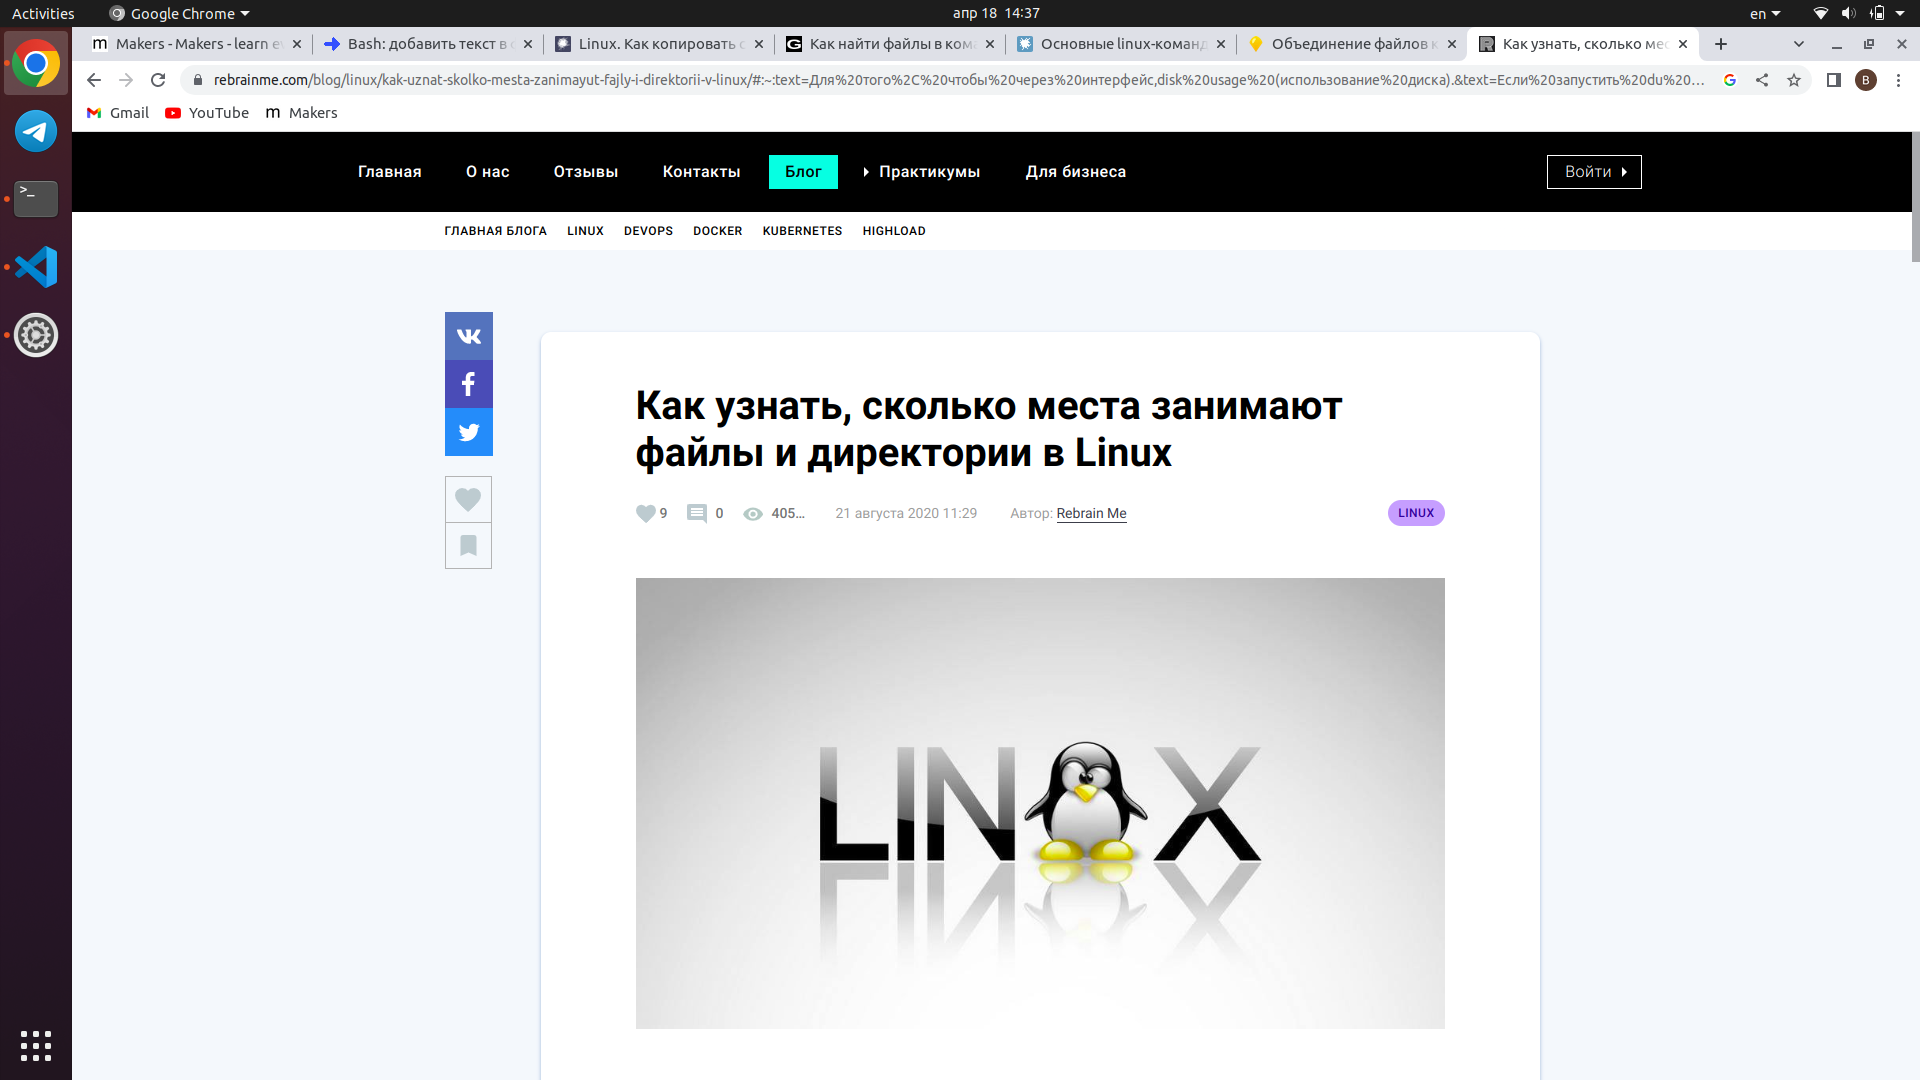 Activities
Google Chrome
апр 18 14:37
en
Makers - Makers - learn e
Bash: добавить текст в
Linux. Как копировать
Как найти файлы в ком
Основные linux-команд
Объединение файлов
Как узнать, сколько мес
rebrainme.com/blog/linux/kak-uznat-skolko-mesta-zanimayut-fajly-i-direktorii-v-linux/#:~:text=Для%20того%2C%20чтобы%20через%20интерфейс,disk%20usage%20(использование%20диска).&text=Если%20запустить%20du%20...
B
Gmail
YouTube
Makers
Главная
О нас
Отзывы
Контакты
Блог
Практикумы
Для бизнеса
Войти
ГЛАВНАЯ БЛОГА
LINUX
DEVOPS
DOCKER
KUBERNETES
HIGHLOAD
Как узнать, сколько места занимают
файлы и директории в Linux
9
0
405...
21 августа 2020 11:29
Автор: Rebrain Me
LINUX
LINUX